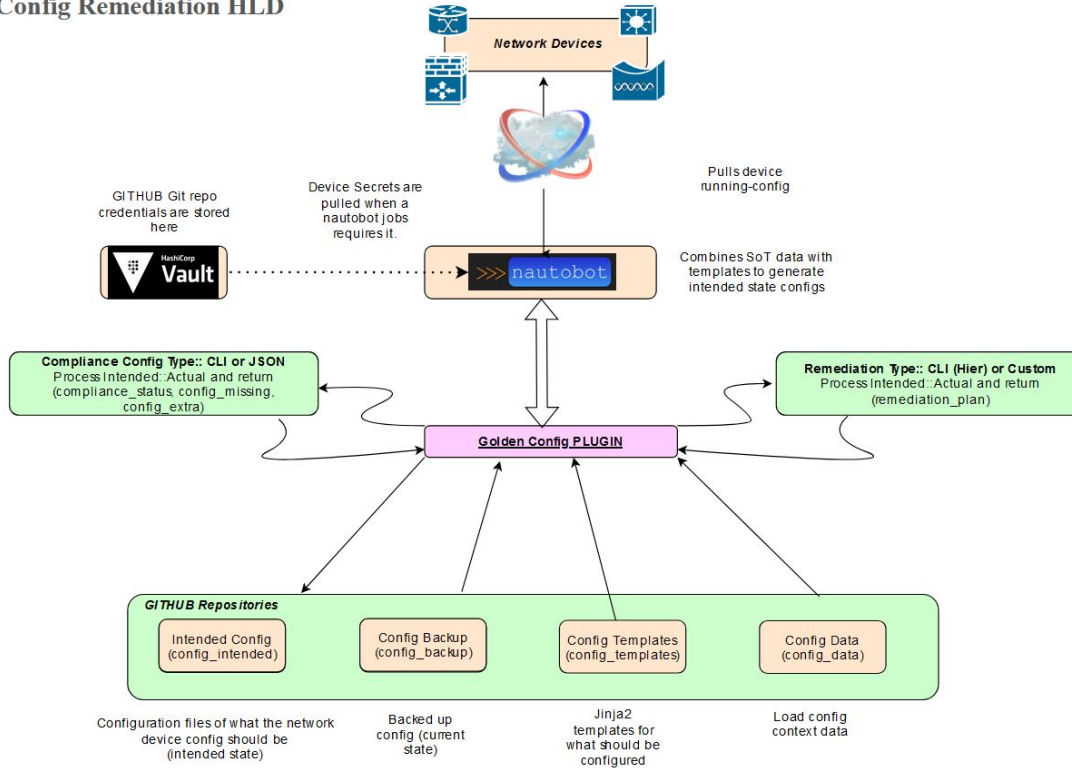 Config Remediation HLD
Network Devices
Pulls device
running-config
GITHUB Git repo
credentials are stored
here
Device Secrets are
pulled when a
nautobot jobs
requires it.
HashiCorp
Vault
>>> nautobot
Combines SoT data with
templates to generate
intended state configs
Compliance Config Type:: CLI or JSON
Process Intended::Actual and return
(compliance_status, config_missing,
config_extra)
Remediation Type:: CLI (Hier) or Custom
Process Intended::Actual and return
(remediation_plan)
Golden Config PLUGIN
GITHUB Repositories
Intended Config
(config_intended)
Config Backup
(config_backup)
Config Templates
(config_templates)
Config Data
(config_data)
Configuration files of what the network
device config should be
(intended state)
Backed up
config (current
state)
Jinja2
templates for
what should be
configured
Load config
context data